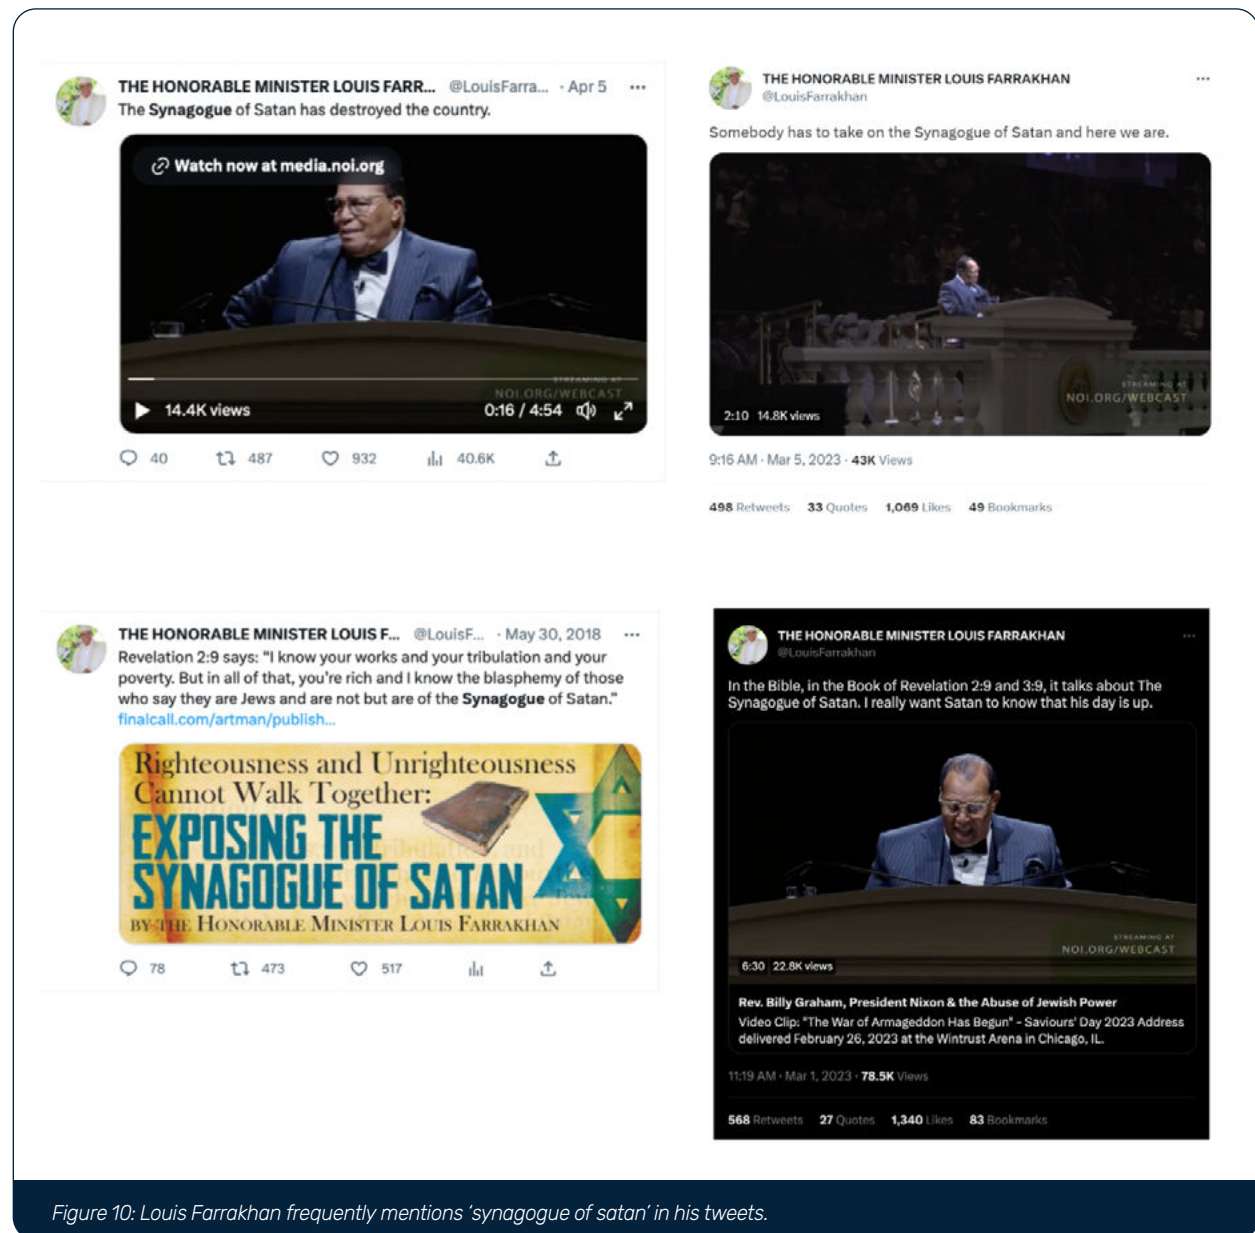 THE HONORABLE MINISTER LOUIS FARR... @LouisFarra... · Apr 5 ...
The Synagogue of Satan has destroyed the country.
Watch now at media.noi.org
STREAMING AT
NOI.ORG/WEBCAST
14.4K views 0:16 / 4:54
40 487 932 40.6K
THE HONORABLE MINISTER LOUIS FARRAKHAN ...
@LouisFarrakhan
Somebody has to take on the Synagogue of Satan and here we are.
STREAMING AT
NOI.ORG/WEBCAST
2:10 14.8K views
9:16 AM · Mar 5, 2023 · 43K Views
498 Retweets 33 Quotes 1,069 Likes 49 Bookmarks
THE HONORABLE MINISTER LOUIS F... @LouisF... · May 30, 2018 ...
Revelation 2:9 says: "I know your works and your tribulation and your
poverty. But in all of that, you're rich and I know the blasphemy of those
who say they are Jews and are not but are of the Synagogue of Satan."
finalcall.com/artman/publish...
Righteousness and Unrighteousness
Cannot Walk Together:
EXPOSING THE
SYNAGOGUE OF SATAN
BY THE HONORABLE MINISTER LOUIS FARRAKHAN
78 473 517
THE HONORABLE MINISTER LOUIS FARRAKHAN ...
@LouisFarrakhan
In the Bible, in the Book of Revelation 2:9 and 3:9, it talks about The
Synagogue of Satan. I really want Satan to know that his day is up.
STREAMING AT
NOI.ORG/WEBCAST
6:30 22.8K views
Rev. Billy Graham, President Nixon & the Abuse of Jewish Power
Video Clip: "The War of Armageddon Has Begun" - Saviours' Day 2023 Address
delivered February 26, 2023 at the Wintrust Arena in Chicago, IL.
11:19 AM · Mar 1, 2023 · 78.5K Views
568 Retweets 27 Quotes 1,340 Likes 83 Bookmarks
Figure 10: Louis Farrakhan frequently mentions 'synagogue of satan' in his tweets.